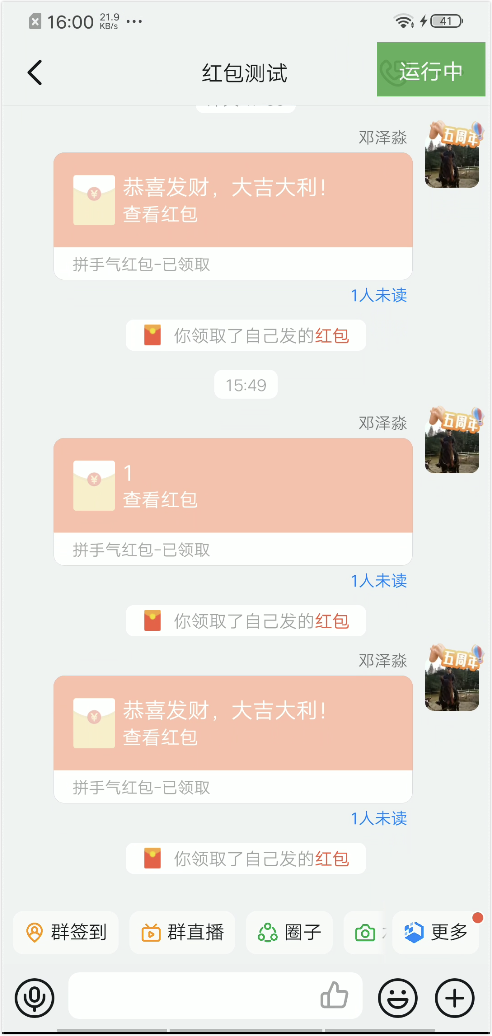 16:00 21.9 KB/s ··· 41
红包测试
运行中
邓泽淼
五周年
恭喜发财，大吉大利！
查看红包
拼手气红包-已领取
1人未读
你领取了自己发的红包
15:49
邓泽淼
五周年
1
查看红包
拼手气红包-已领取
1人未读
你领取了自己发的红包
邓泽淼
五周年
恭喜发财，大吉大利！
查看红包
拼手气红包-已领取
1人未读
你领取了自己发的红包
群签到 群直播 圈子 更多